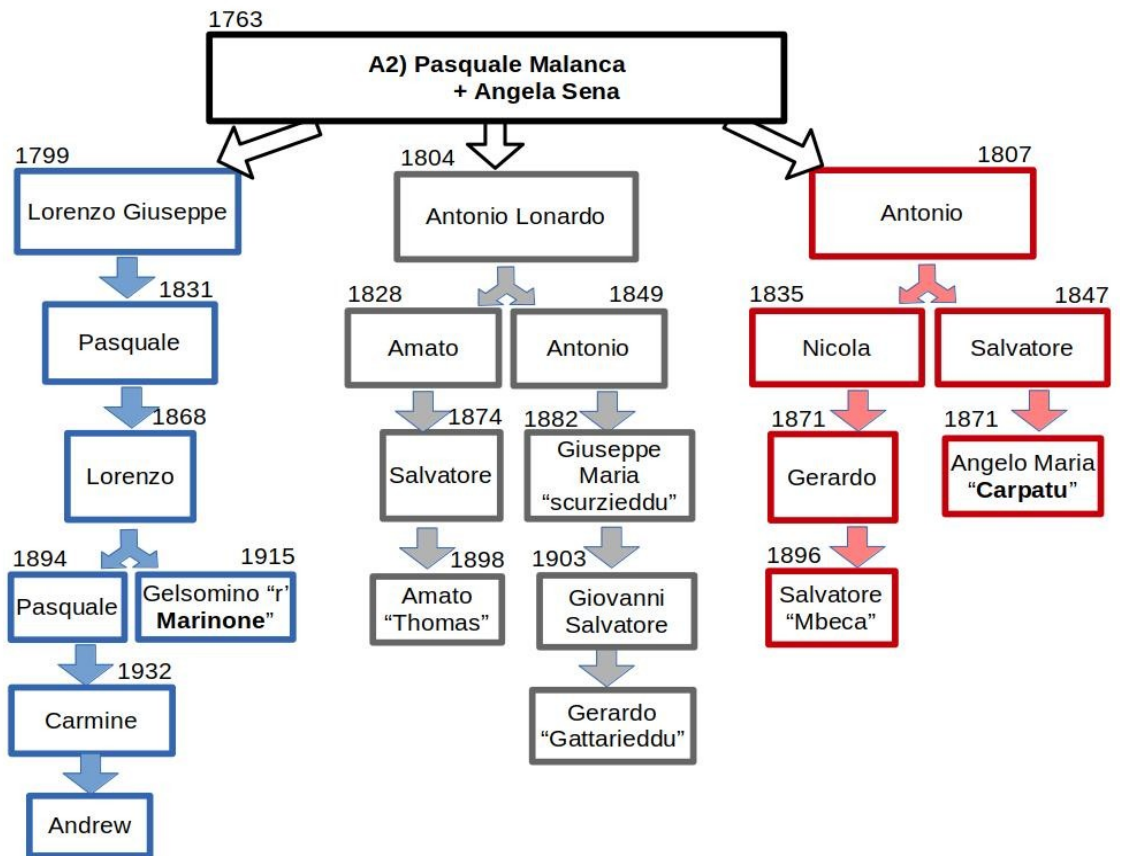 1763
A2) Pasquale Malanca
+ Angela Sena
1799
1804
1807
Lorenzo Giuseppe
Antonio Lonardo
Antonio
1831
1828
1849
1835
1847
Pasquale
Amato
Antonio
Nicola
Salvatore
1868
1874
1882
1871
1871
Lorenzo
Salvatore
Giuseppe
Maria
“scurzieddu”
Gerardo
Angelo Maria
“Carpatu”
1894
1915
1898
1903
1896
Pasquale
Gelsomino “r’
Marinone”
Amato
“Thomas”
Giovanni
Salvatore
Salvatore
“Mbeca”
1932
Carmine
Gerardo
“Gattarieddu”
Andrew